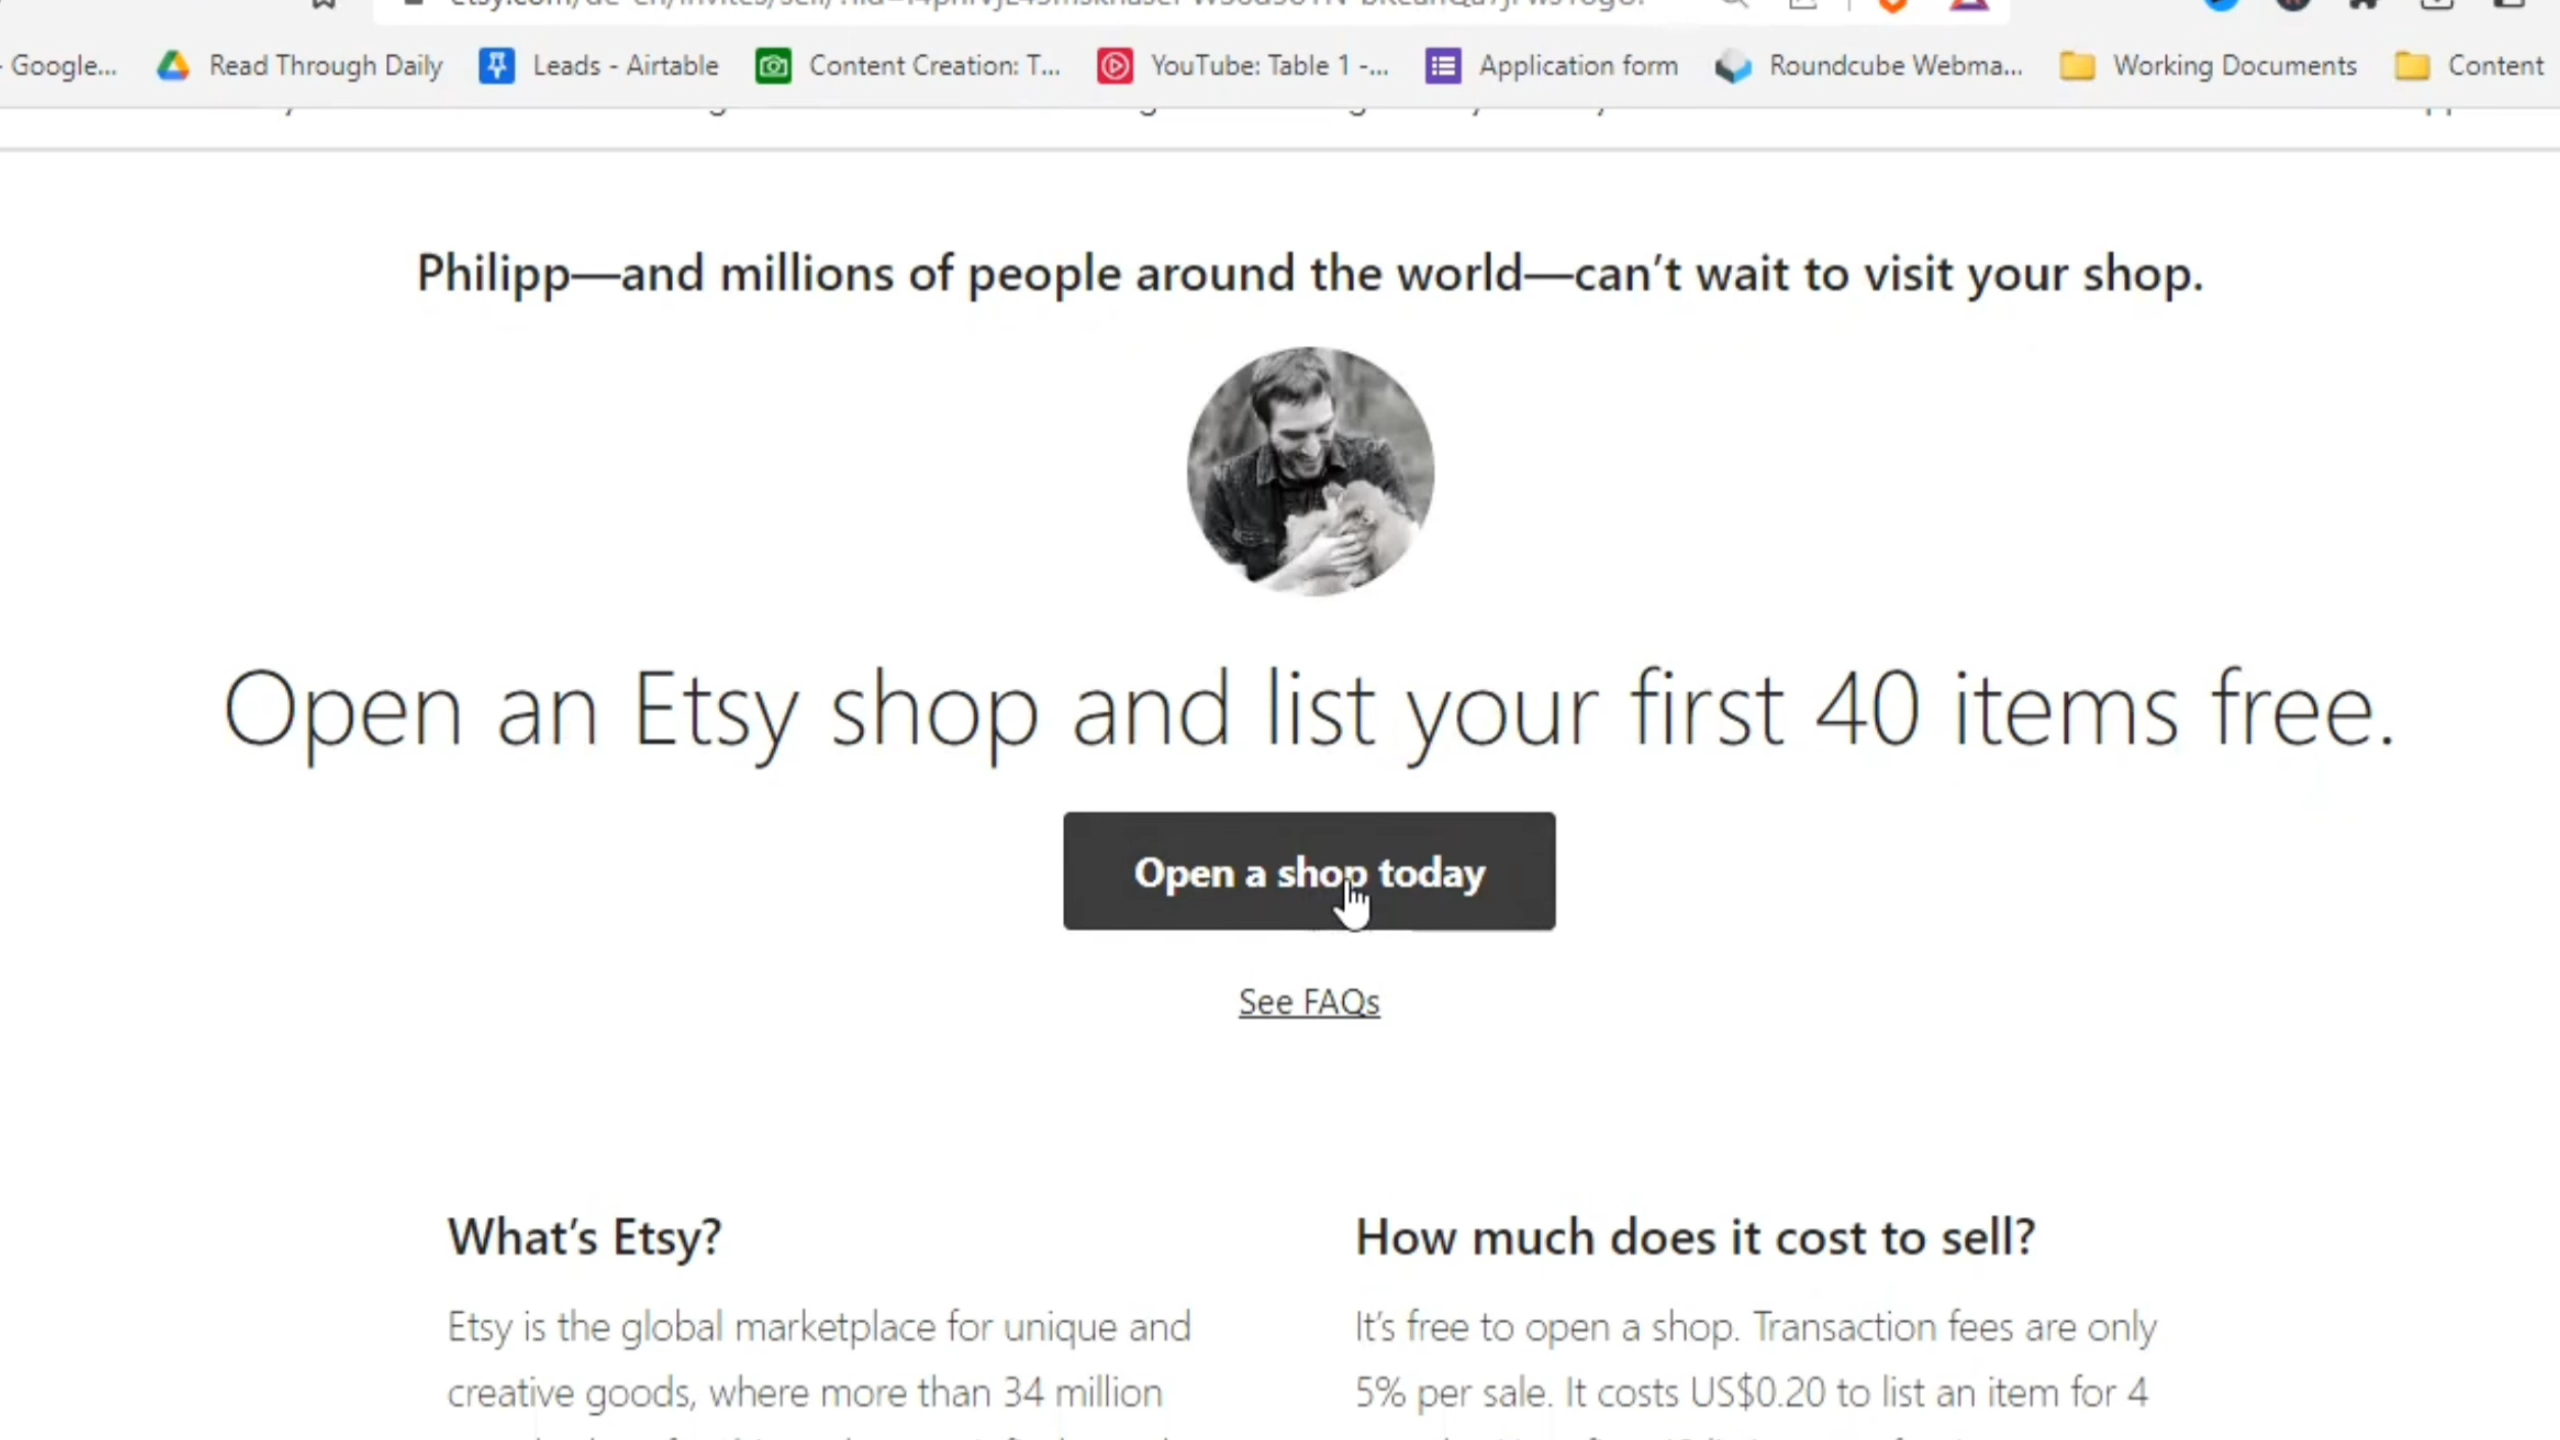 Google...
Read Through Daily
Leads - Airtable
Content Creation: T...
YouTube: Table 1 -...
Application form
Roundcube Webma...
Working Documents
Content
Philipp—and millions of people around the world—can't wait to visit your shop.
Open an Etsy shop and list your first 40 items free.
Open a shop today
See FAQs
What's Etsy?
Etsy is the global marketplace for unique and
creative goods, where more than 34 million
How much does it cost to sell?
It's free to open a shop. Transaction fees are only
5% per sale. It costs US$0.20 to list an item for 4